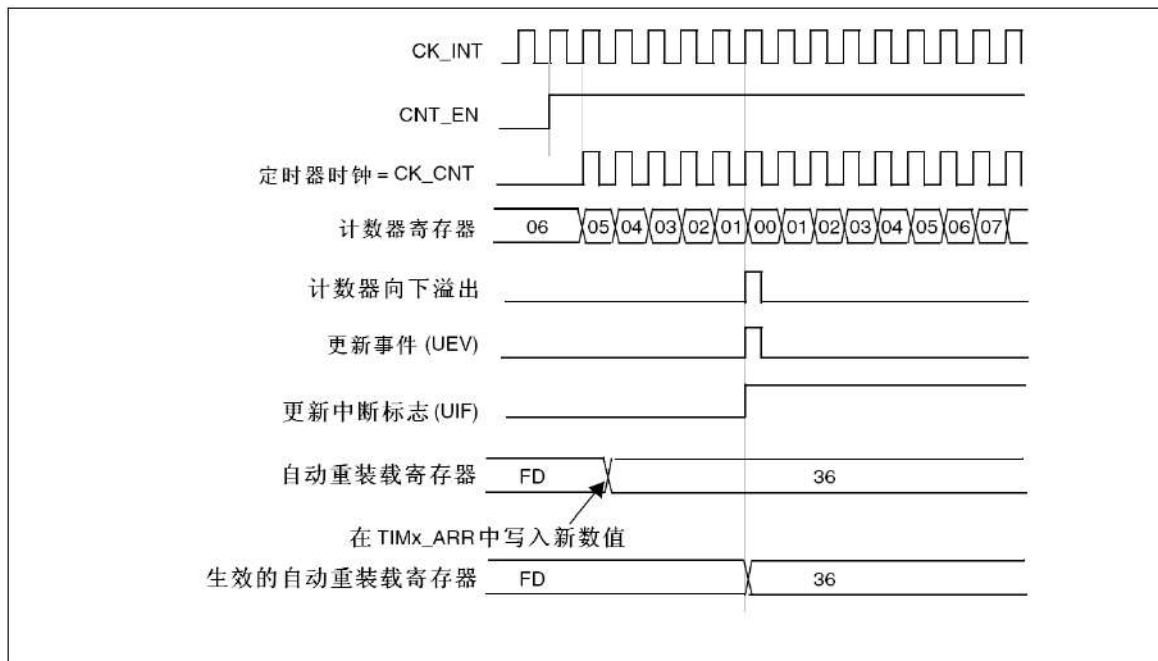 CK_INT
CNT_EN
定时器时钟 = CK_CNT
计数器寄存器 06 05 04 03 02 01 00 01 02 03 04 05 06 07
计数器向下溢出
更新事件 (UEV)
更新中断标志 (UIF)
自动重装载寄存器 FD 36
在 TIMx_ARR 中写入新数值
生效的自动重装载寄存器 FD 36